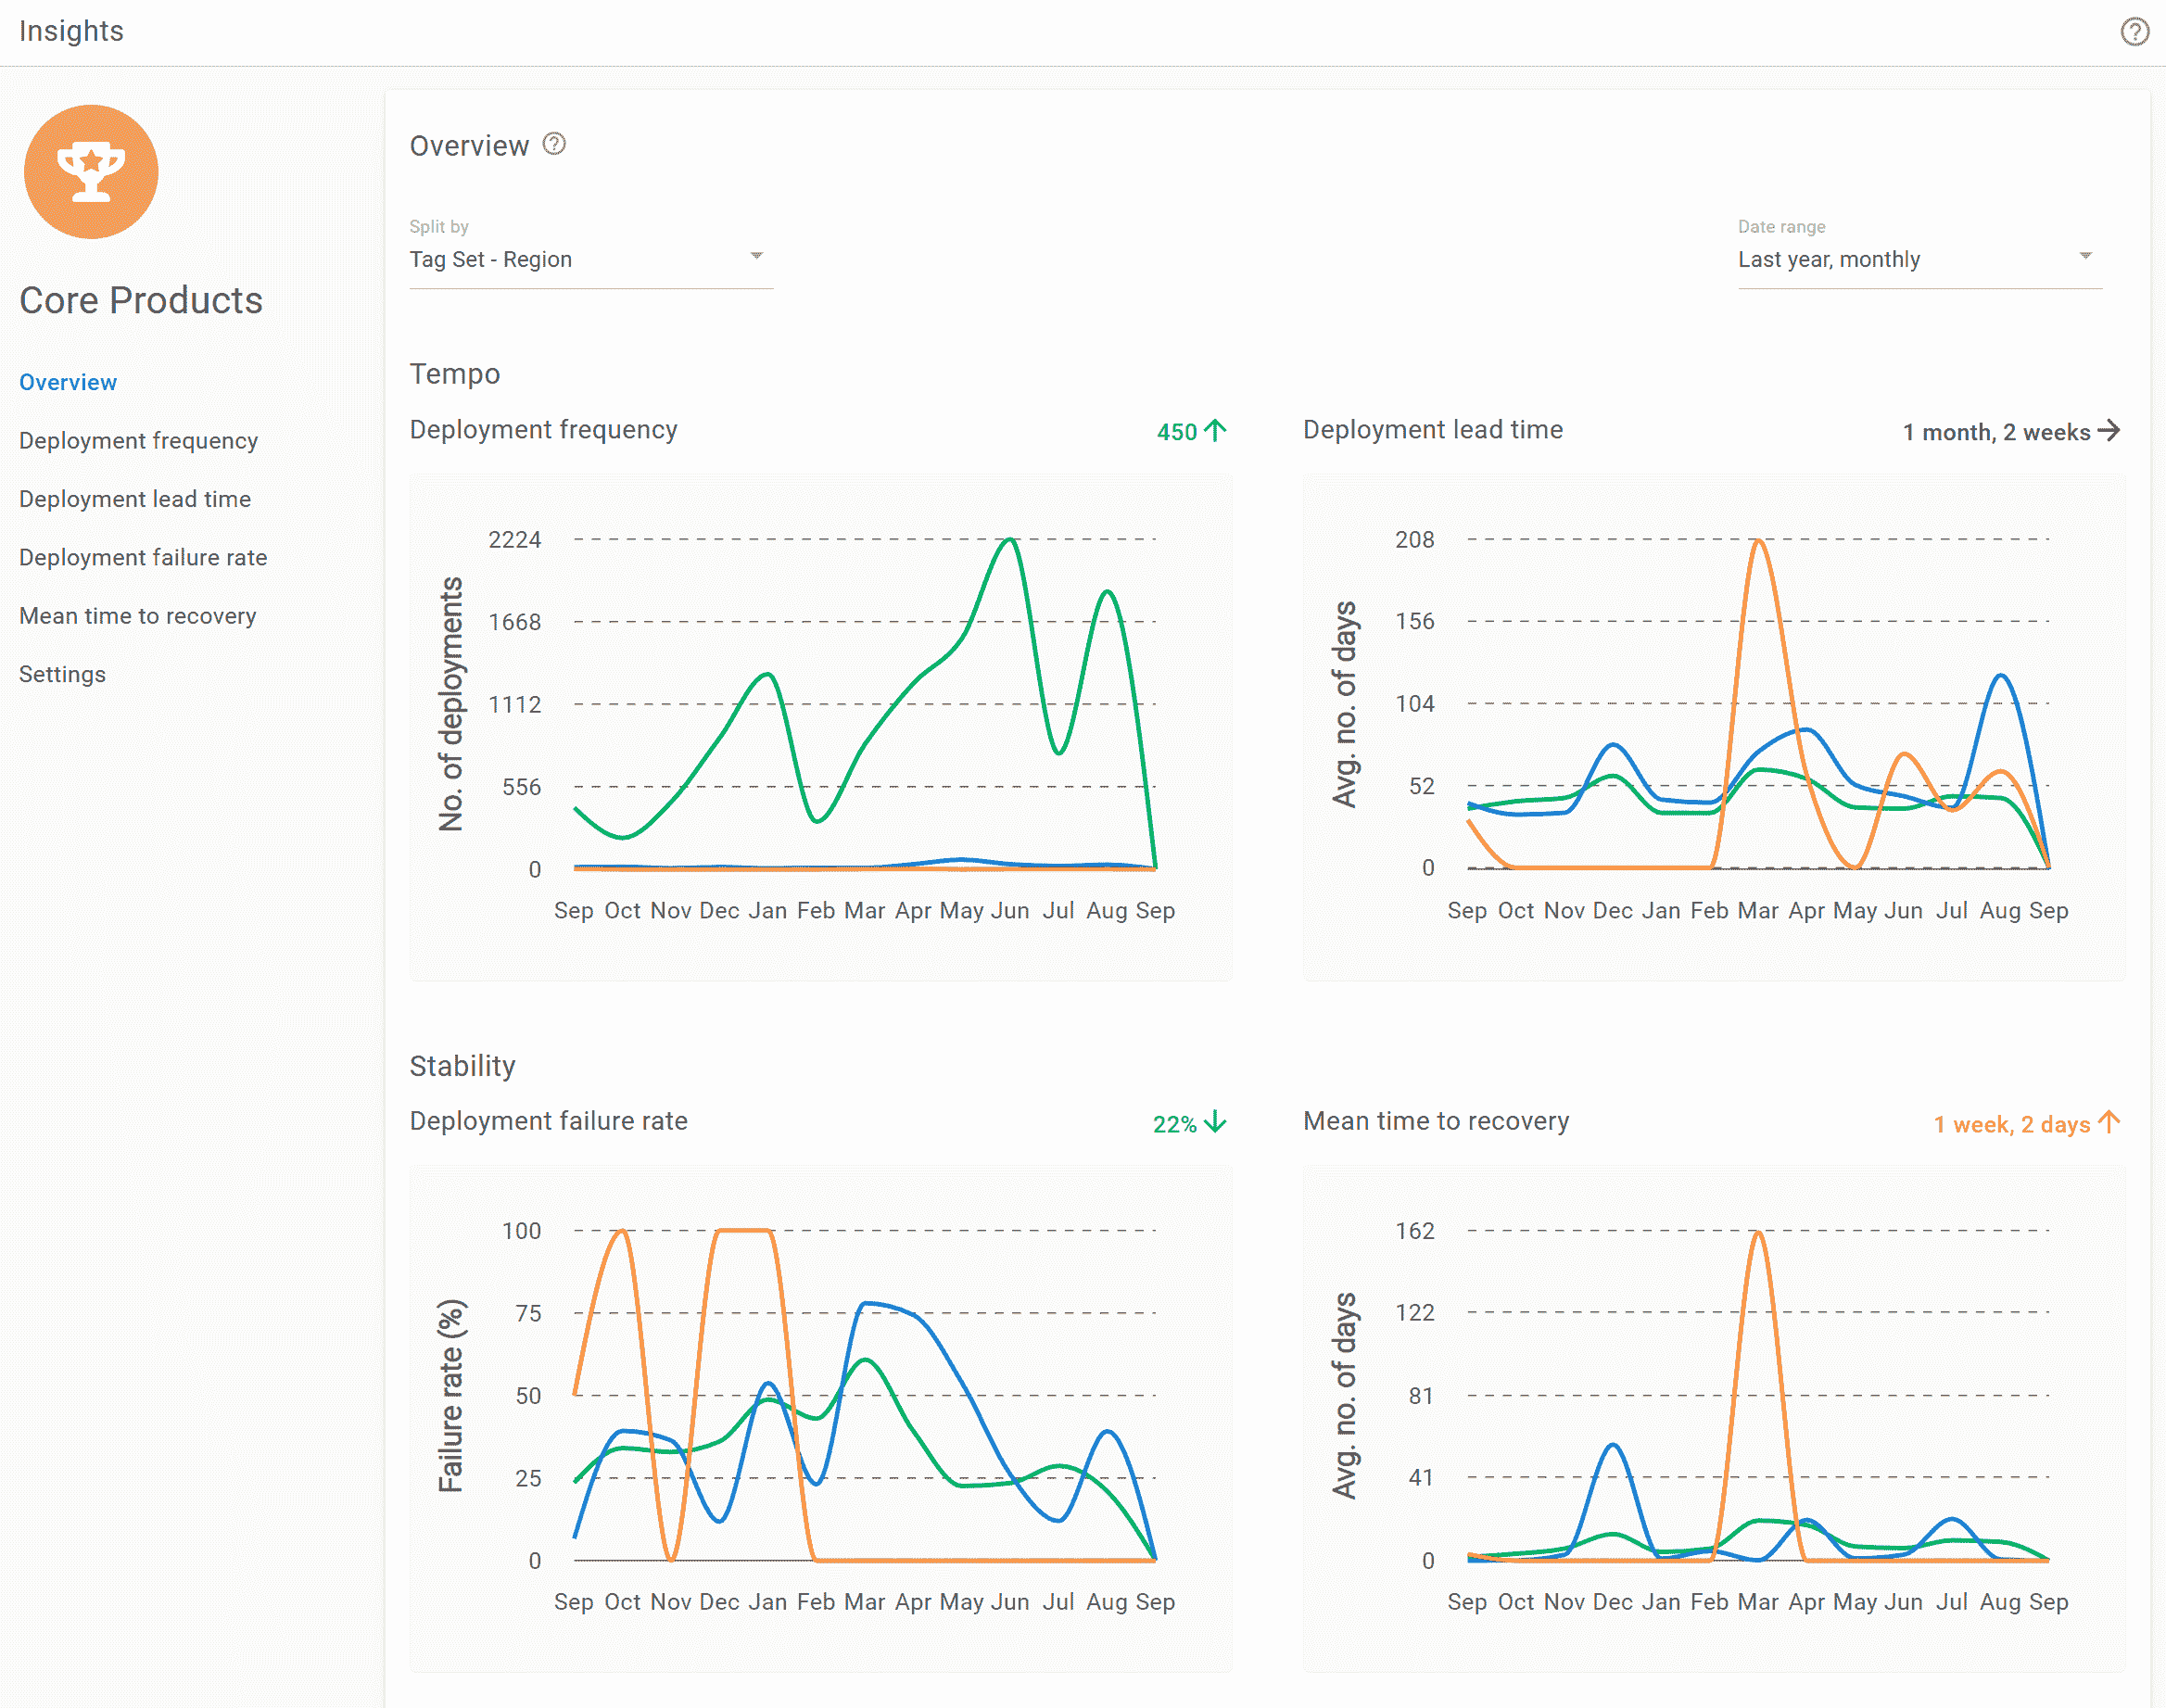 Insights
Core Products
Overview
Deployment frequency
Deployment lead time
Deployment failure rate
Mean time to recovery
Settings
Overview
Split by
Tag Set - Region
Date range
Last year, monthly
Tempo
Deployment frequency
450
No. of deployments
2224
1668
1112
556
0
Sep Oct Nov Dec Jan Feb Mar Apr May Jun Jul Aug Sep
Deployment lead time
1 month, 2 weeks
Avg. no. of days
208
156
104
52
0
Sep Oct Nov Dec Jan Feb Mar Apr May Jun Jul Aug Sep
Stability
Deployment failure rate
22%
Failure rate (%)
100
75
50
25
0
Sep Oct Nov Dec Jan Feb Mar Apr May Jun Jul Aug Sep
Mean time to recovery
1 week, 2 days
Avg. no. of days
162
122
81
41
0
Sep Oct Nov Dec Jan Feb Mar Apr May Jun Jul Aug Sep